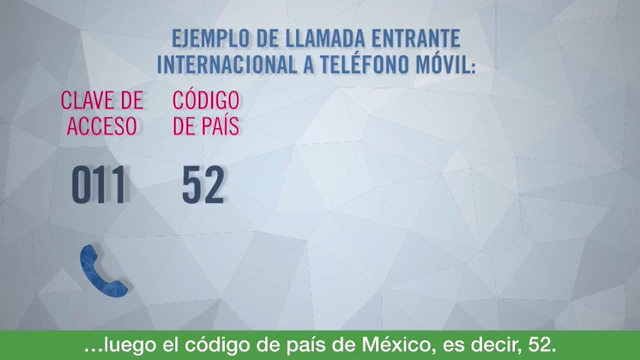 EJEMPLO DE LLAMADA ENTRANTE
INTERNACIONAL A TELÉFONO MÓVIL:
CLAVE DE ACCESO
CÓDIGO DE PAÍS
011
52
…luego el código de país de México, es decir, 52.